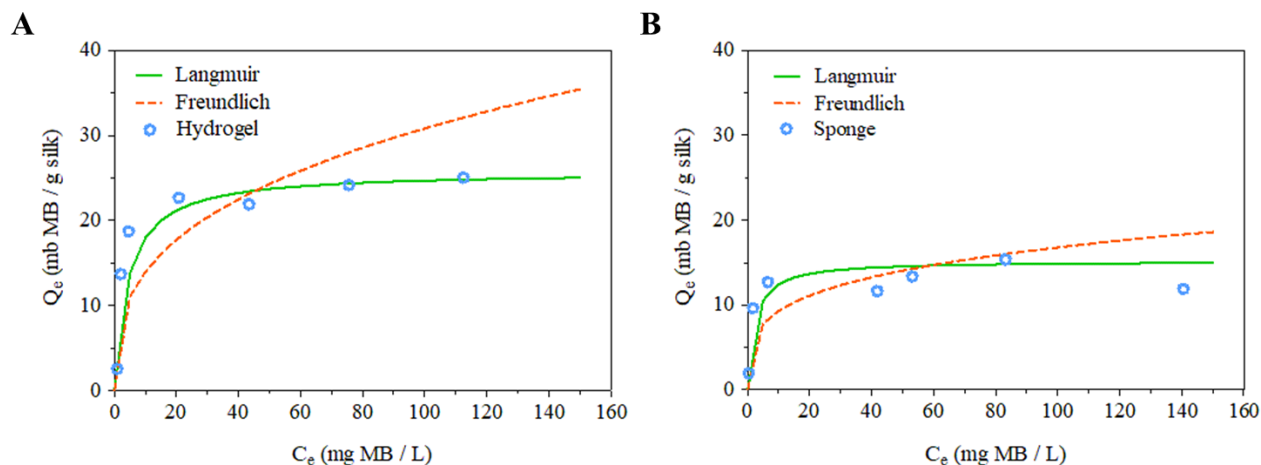 A
40
30
20
10
0
Qe (mb MB / g silk)
Langmuir
Freundlich
Hydrogel
0 20 40 60 80 100 120 140 160
Ce (mg MB / L)
B
40
30
20
10
0
Qe (mb MB / g silk)
Langmuir
Freundlich
Sponge
0 20 40 60 80 100 120 140 160
Ce (mg MB / L)